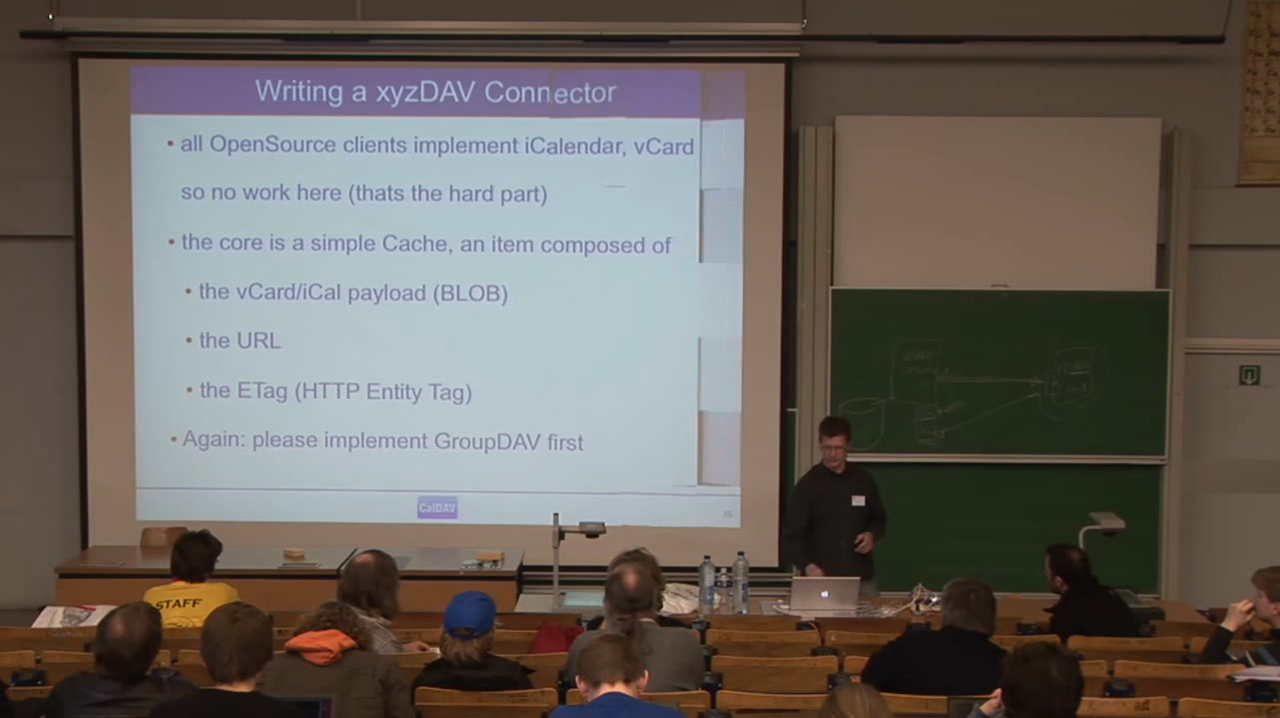 Writing a xyzDAV Connector
• all OpenSource clients implement iCalendar, vCard
so no work here (thats the hard part)
• the core is a simple Cache, an item composed of
• the vCard/iCal payload (BLOB)
• the URL
• the ETag (HTTP Entity Tag)
• Again: please implement GroupDAV first
CalDAV
STAFF